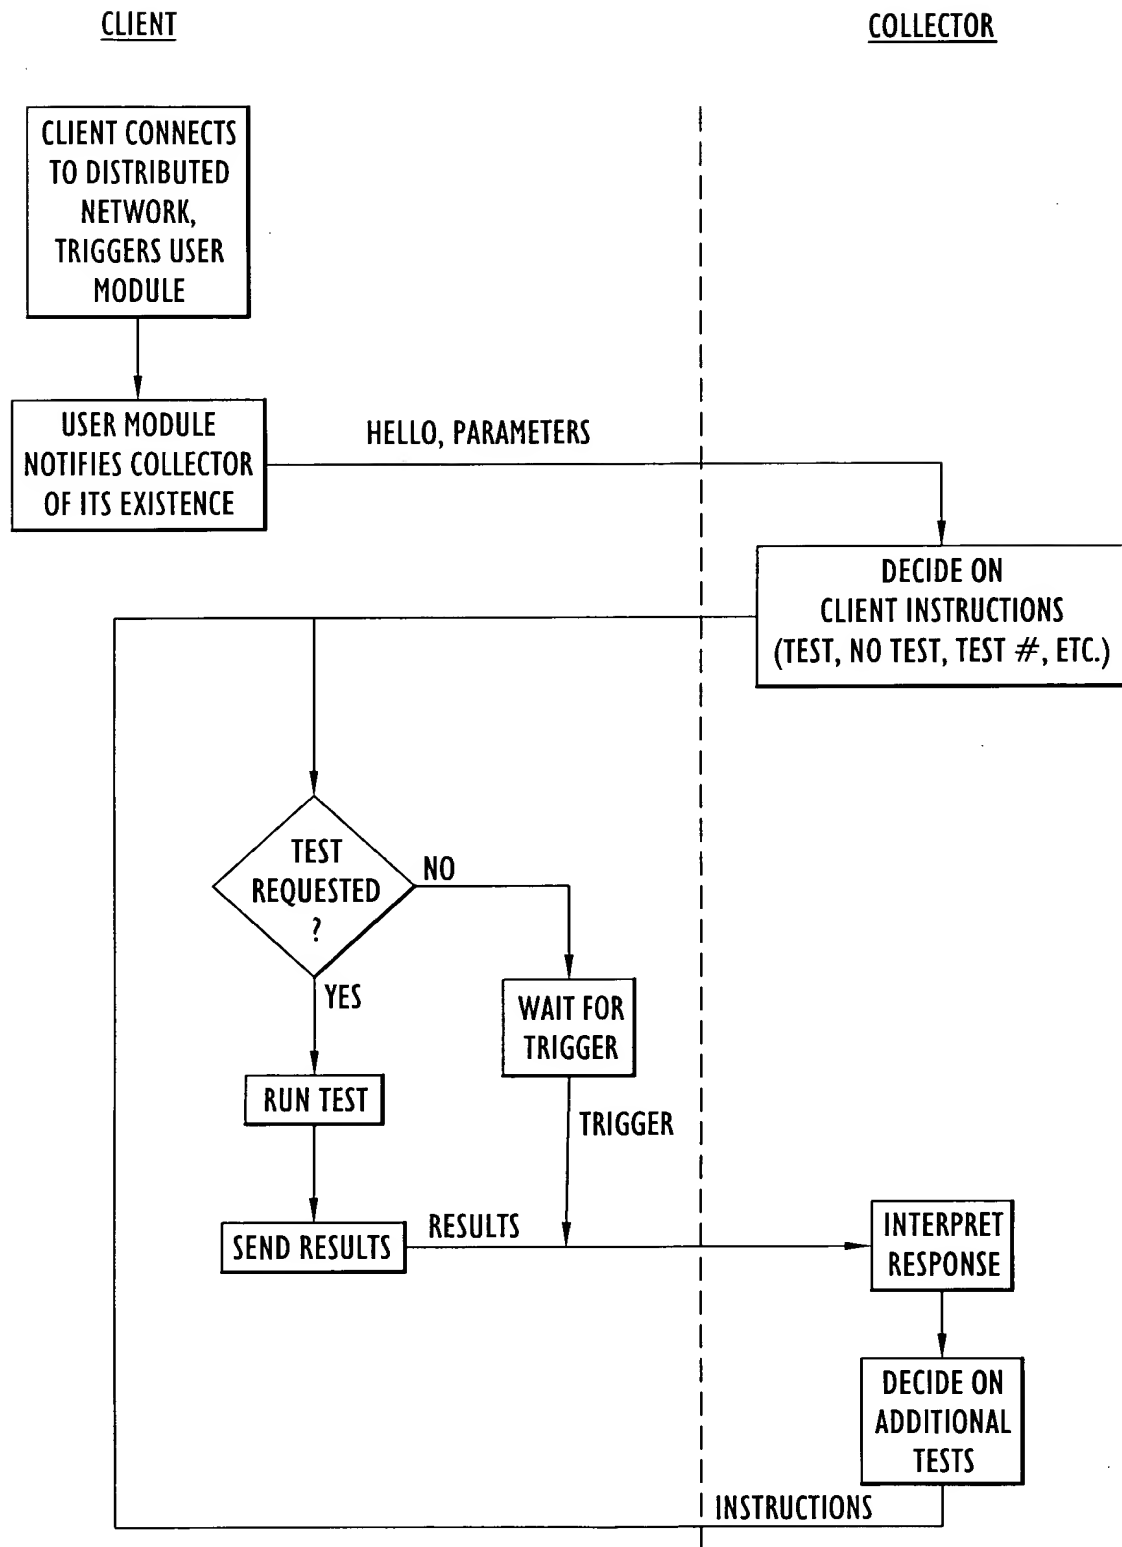 CLIENT
COLLECTOR
CLIENT CONNECTS
TO DISTRIBUTED
NETWORK,
TRIGGERS USER
MODULE
USER MODULE
NOTIFIES COLLECTOR
OF ITS EXISTENCE
HELLO, PARAMETERS
DECIDE ON
CLIENT INSTRUCTIONS
(TEST, NO TEST, TEST #, ETC.)
TEST
REQUESTED
?
NO
YES
WAIT FOR
TRIGGER
RUN TEST
TRIGGER
SEND RESULTS
RESULTS
INTERPRET
RESPONSE
DECIDE ON
ADDITIONAL
TESTS
INSTRUCTIONS